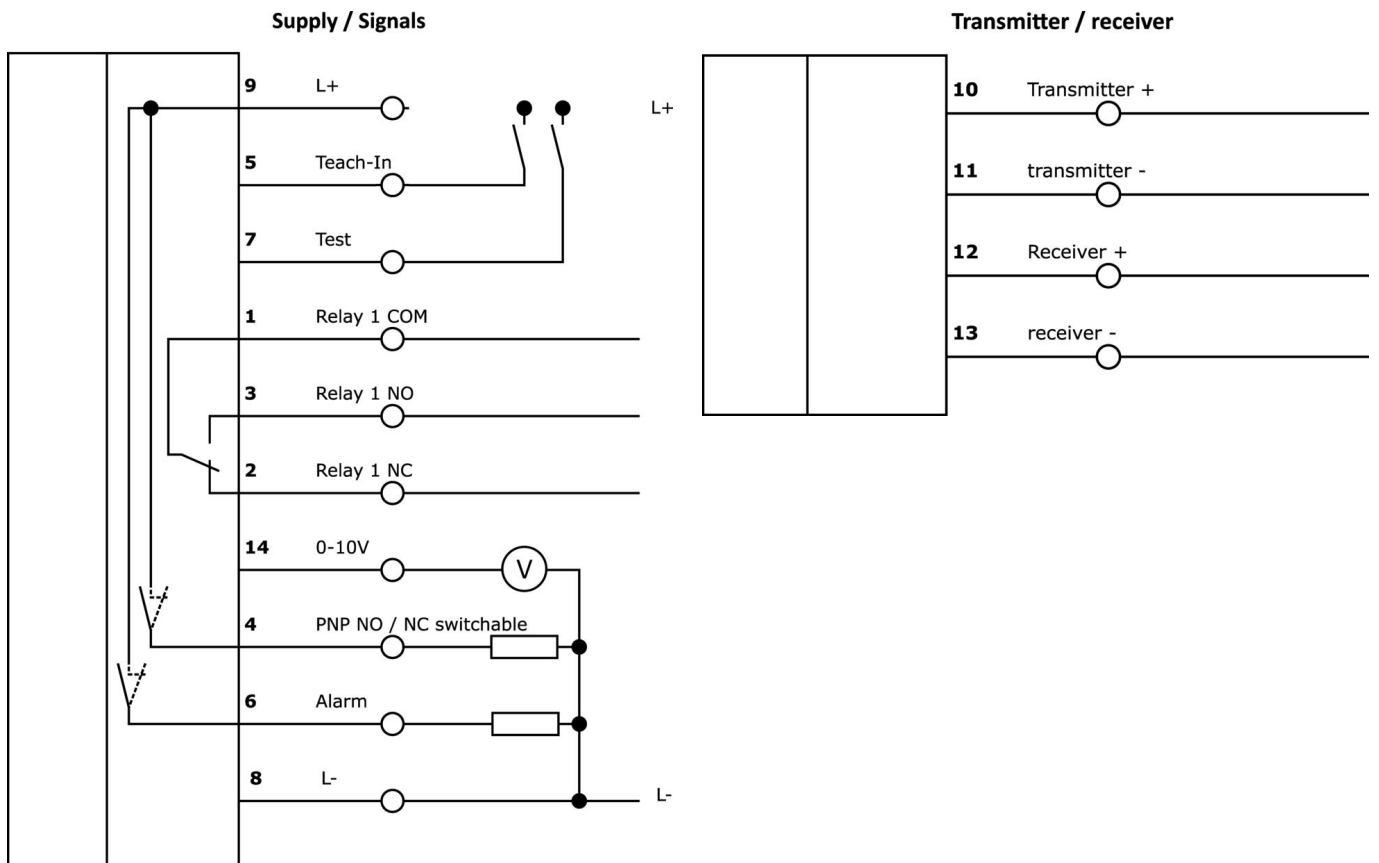 Supply / Signals
9 L+
L+
5 Teach-In
7 Test
1 Relay 1 COM
3 Relay 1 NO
2 Relay 1 NC
14 0-10V
V
4 PNP NO / NC switchable
6 Alarm
8 L-
L-
Transmitter / receiver
10 Transmitter +
11 transmitter -
12 Receiver +
13 receiver -